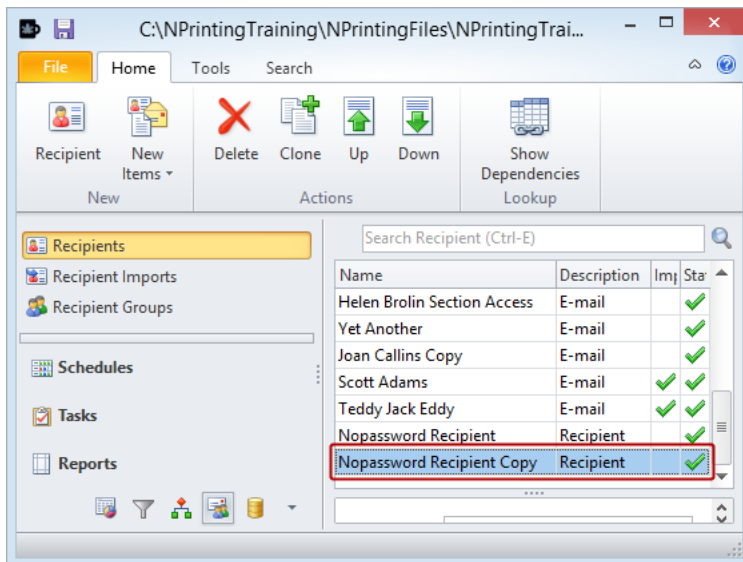 C:\NPrintingTraining\NPrintingFiles\NPrintingTrai...
File Home Tools Search
Recipient New Items Delete Clone Up Down Show Dependencies
New Actions Lookup
Recipients
Recipient Imports
Recipient Groups
Schedules
Tasks
Reports
Search Recipient (Ctrl-E)
Name Description Im Sta
Helen Brolin Section Access E-mail
Yet Another E-mail
Joan Callins Copy E-mail
Scott Adams E-mail
Teddy Jack Eddy E-mail
Nopassword Recipient Recipient
Nopassword Recipient Copy Recipient